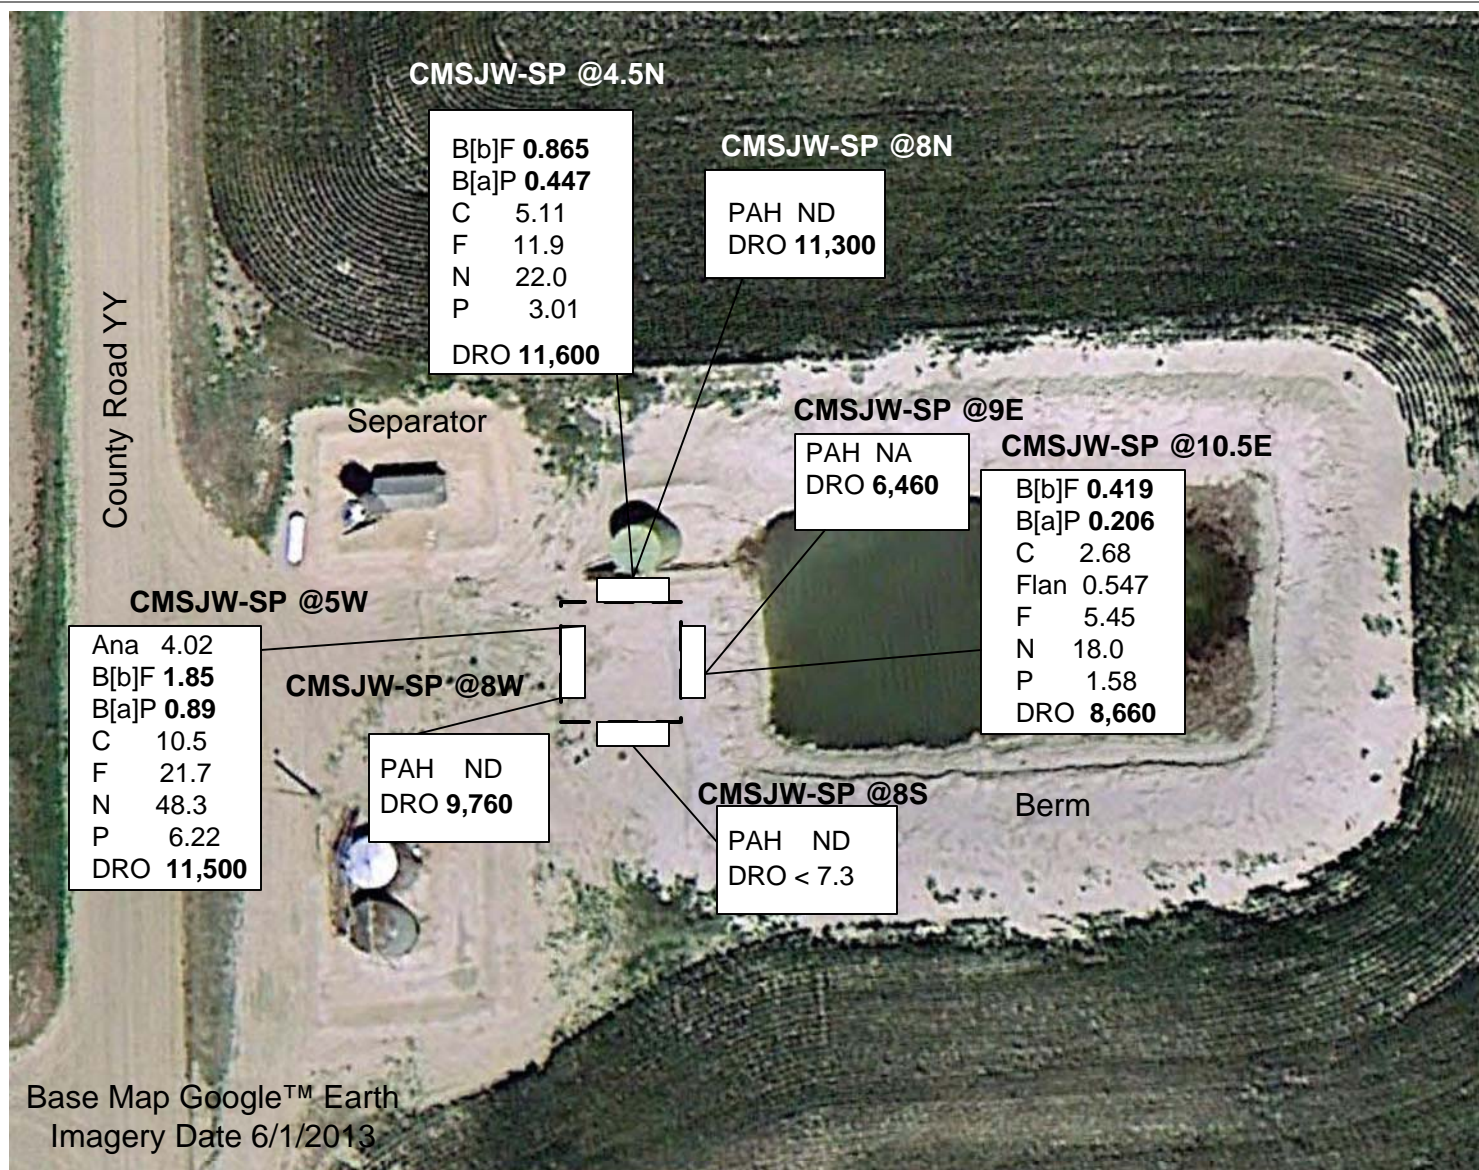 CMSJW-SP @4.5N
B[b]F 0.865
B[a]P 0.447
C 5.11
F 11.9
N 22.0
P 3.01
DRO 11,600
CMSJW-SP @8N
PAH ND
DRO 11,300
County Road YY
Separator
CMSJW-SP @9E
PAH NA
DRO 6,460
CMSJW-SP @10.5E
B[b]F 0.419
B[a]P 0.206
C 2.68
Flan 0.547
F 5.45
N 18.0
P 1.58
DRO 8,660
CMSJW-SP @5W
Ana 4.02
B[b]F 1.85
B[a]P 0.89
C 10.5
F 21.7
N 48.3
P 6.22
DRO 11,500
CMSJW-SP @8W
PAH ND
DRO 9,760
CMSJW-SP @8S
PAH ND
DRO < 7.3
Berm
Base Map Google™ Earth
Imagery Date 6/1/2013